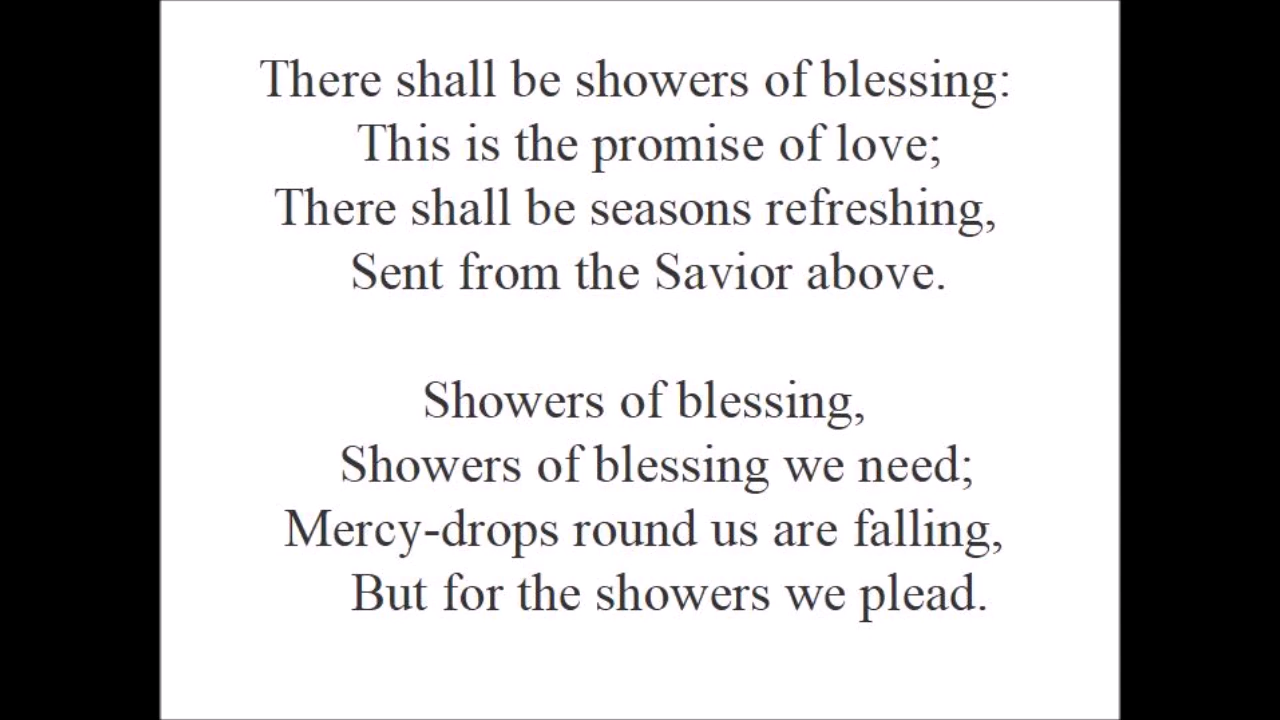 There shall be showers of blessing:
This is the promise of love;
There shall be seasons refreshing,
Sent from the Savior above.
Showers of blessing,
Showers of blessing we need;
Mercy-drops round us are falling,
But for the showers we plead.